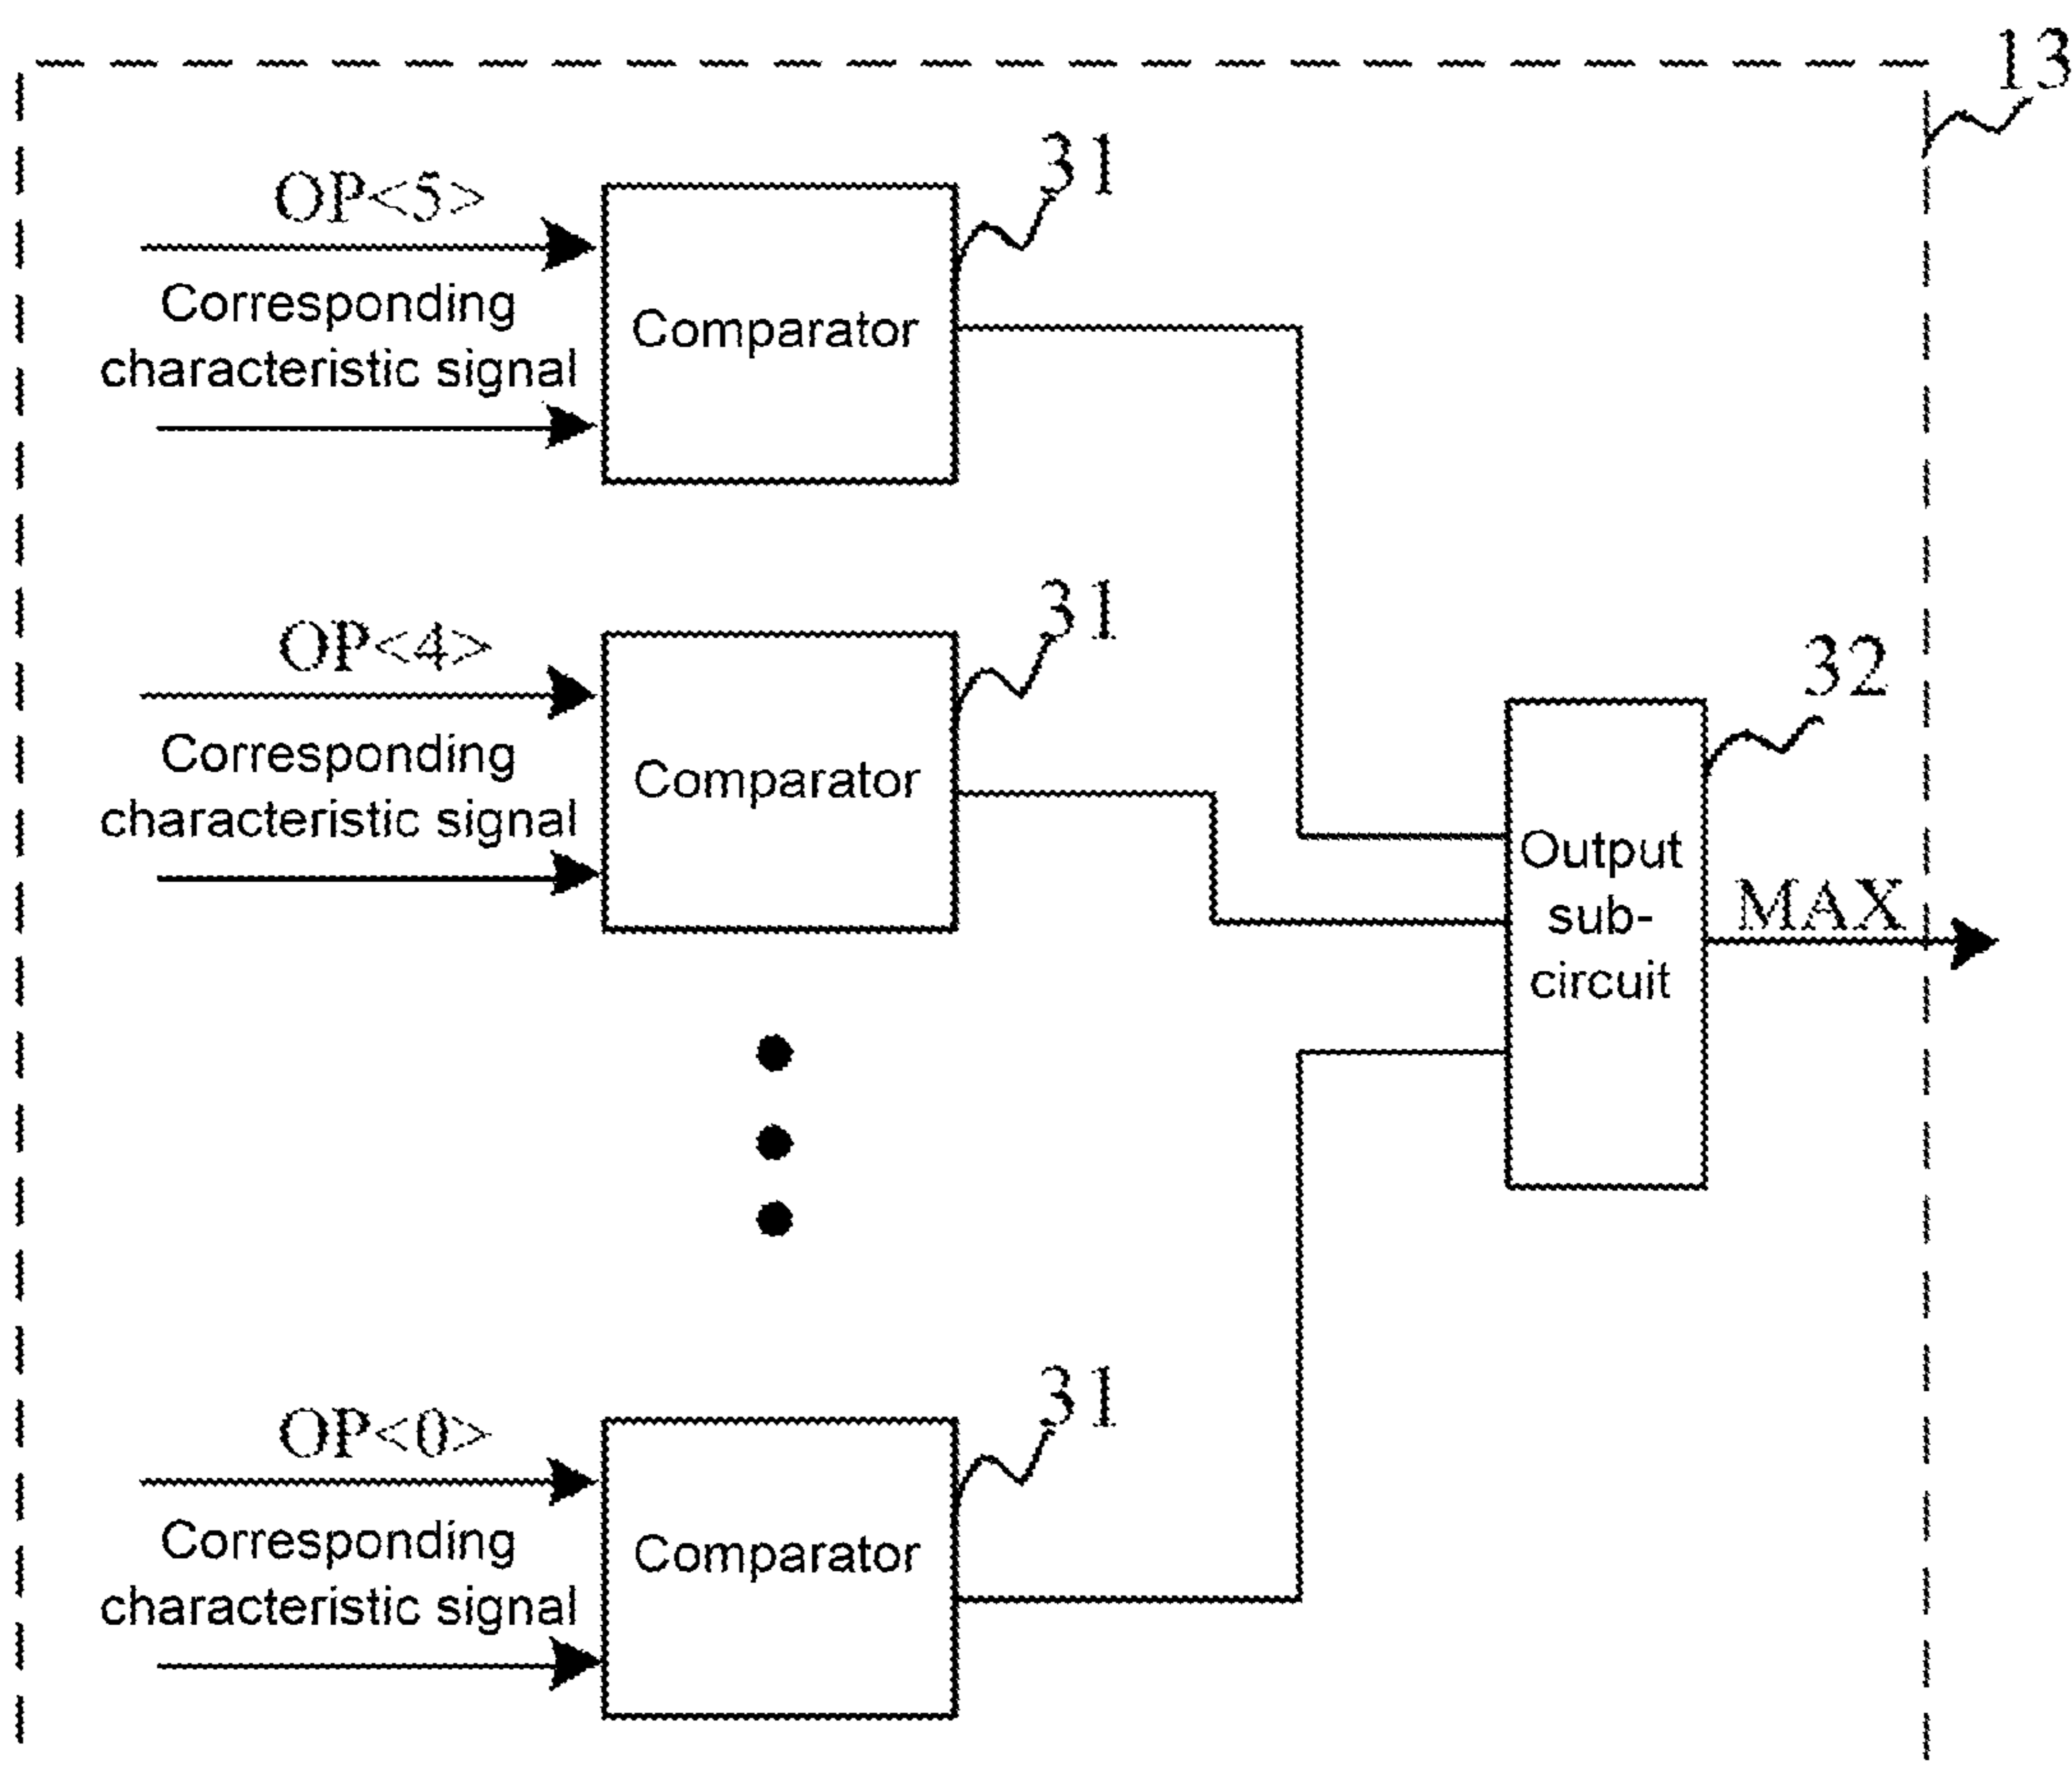 13
31
OP<5>
Corresponding
characteristic signal
Comparator
31
OP<4>
Corresponding
characteristic signal
Comparator
32
Output
sub-
circuit
MAX
31
OP<0>
Corresponding
characteristic signal
Comparator